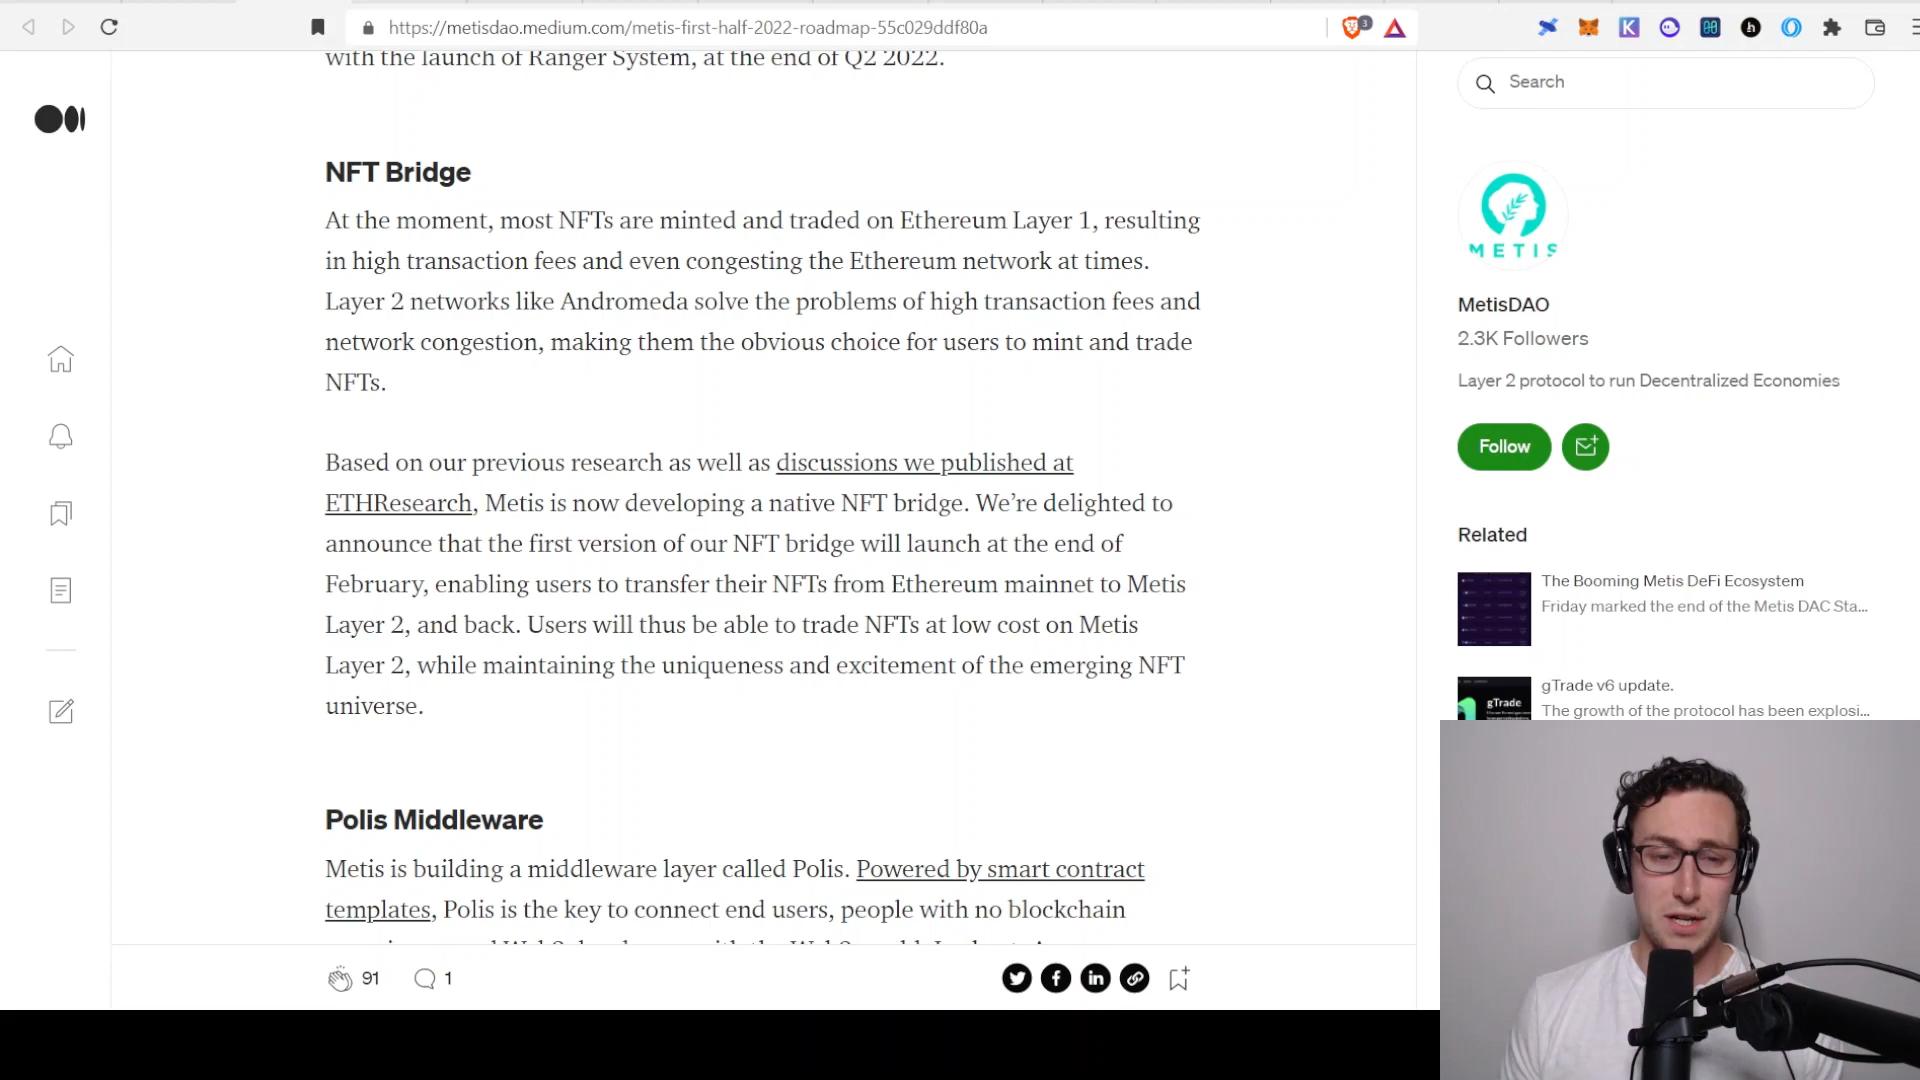 https://metisdao.medium.com/metis-first-half-2022-roadmap-55c029ddf80a
3
with the launch of Ranger System, at the end of Q2 2022.
NFT Bridge
At the moment, most NFTs are minted and traded on Ethereum Layer 1, resulting
in high transaction fees and even congesting the Ethereum network at times.
Layer 2 networks like Andromeda solve the problems of high transaction fees and
network congestion, making them the obvious choice for users to mint and trade
NFTs.
Based on our previous research as well as discussions we published at
ETHResearch, Metis is now developing a native NFT bridge. We’re delighted to
announce that the first version of our NFT bridge will launch at the end of
February, enabling users to transfer their NFTs from Ethereum mainnet to Metis
Layer 2, and back. Users will thus be able to trade NFTs at low cost on Metis
Layer 2, while maintaining the uniqueness and excitement of the emerging NFT
universe.
Polis Middleware
Metis is building a middleware layer called Polis. Powered by smart contract
templates, Polis is the key to connect end users, people with no blockchain
91
1
Search
METIS
MetisDAO
2.3K Followers
Layer 2 protocol to run Decentralized Economies
Follow
Related
The Booming Metis DeFi Ecosystem
Friday marked the end of the Metis DAC Sta...
gTrade v6 update.
The growth of the protocol has been explosi...
gTrade